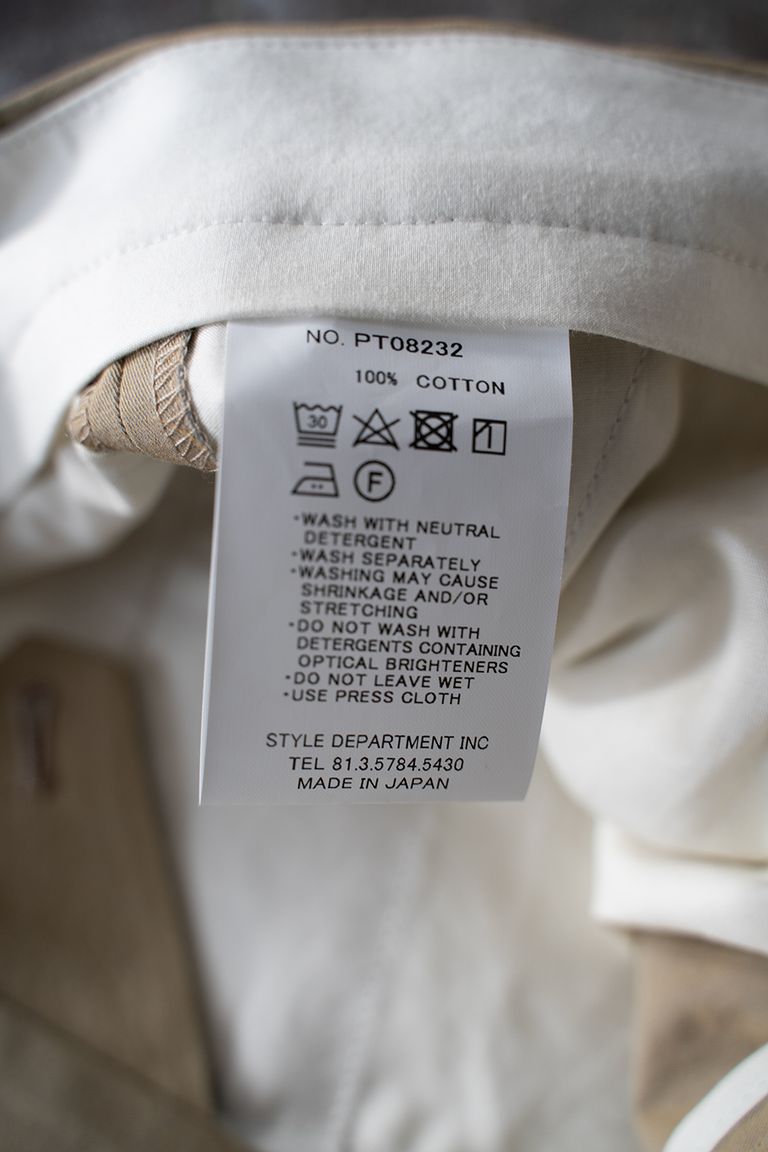 NO. PT08232
100% COTTON
30
F
·WASH WITH NEUTRAL
DETERGENT
·WASH SEPARATELY
·WASHING MAY CAUSE
SHRINKAGE AND/OR
STRETCHING
·DO NOT WASH WITH
DETERGENTS CONTAINING
OPTICAL BRIGHTENERS
·DO NOT LEAVE WET
·USE PRESS CLOTH
STYLE DEPARTMENT INC
TEL 81.3.5784.5430
MADE IN JAPAN